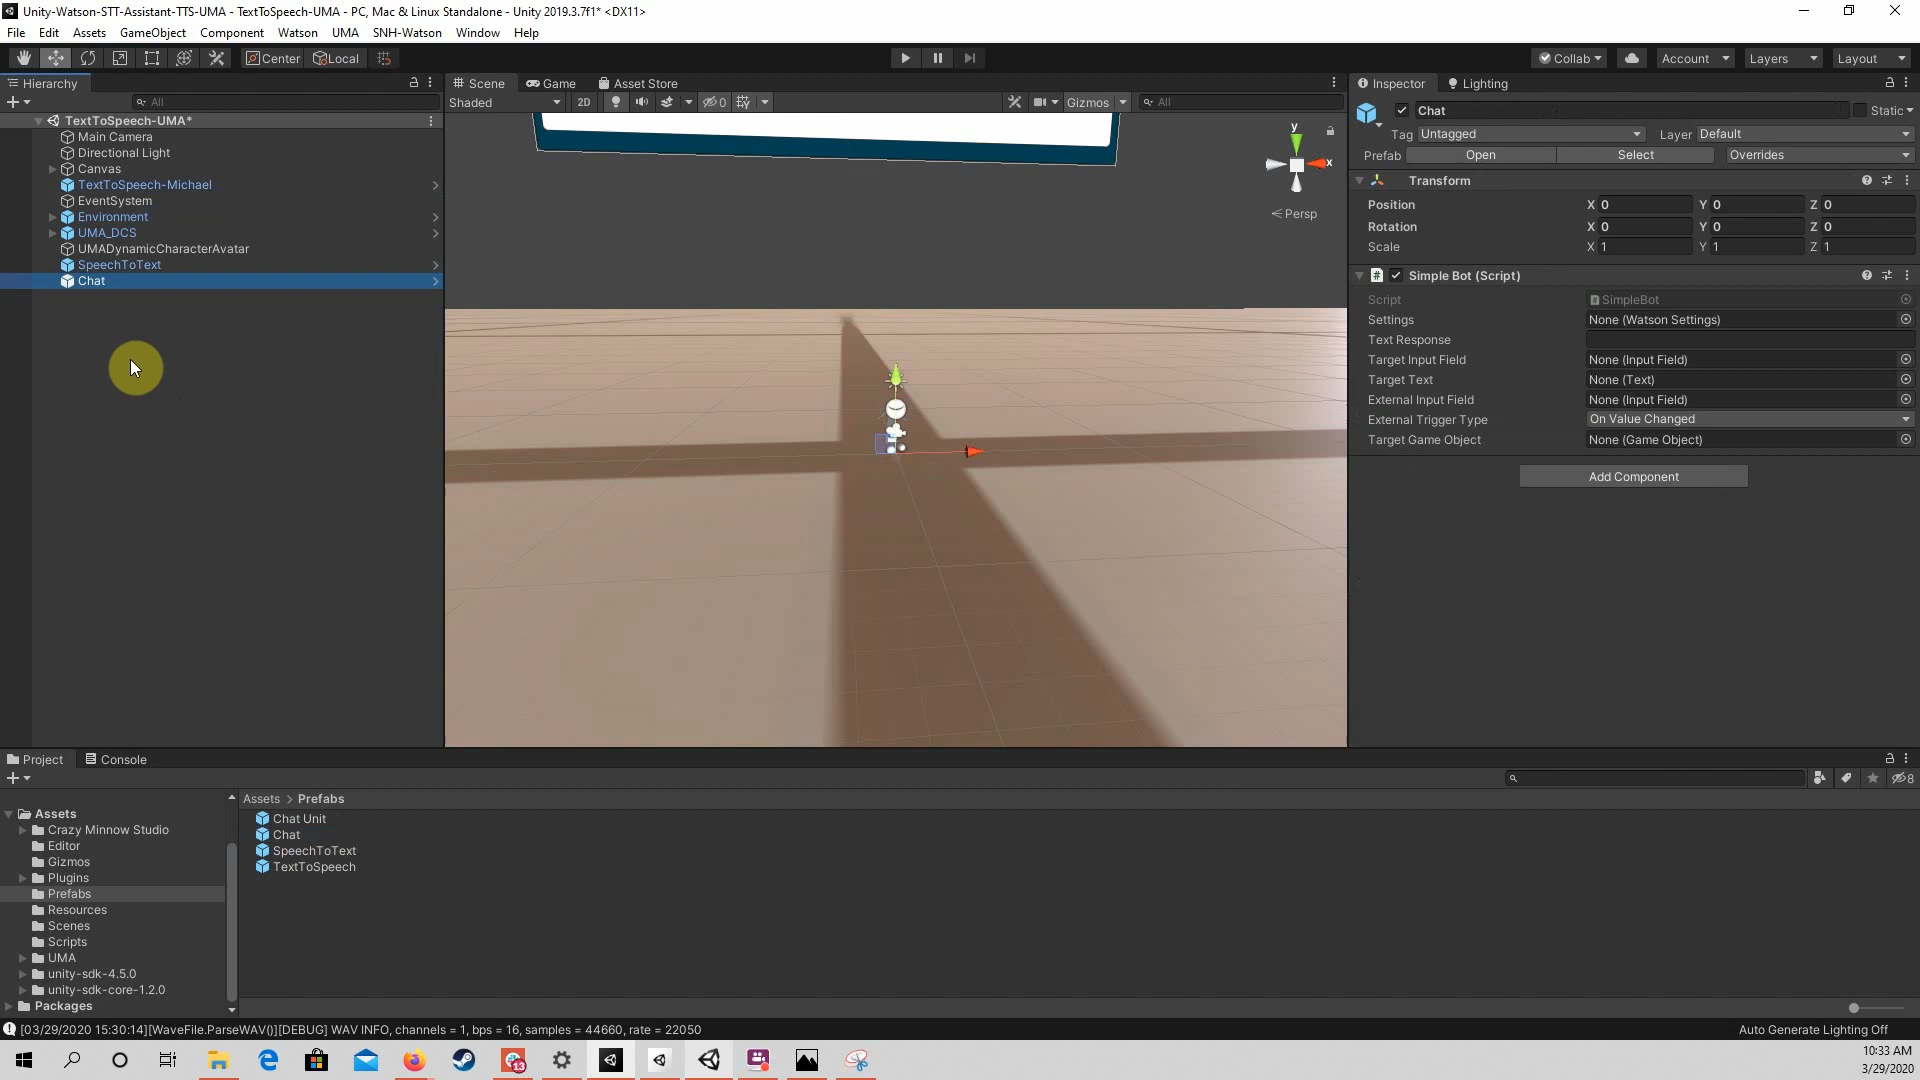 Unity-Watson-STT-Assistant-TTS-UMA - TextToSpeech-UMA - PC, Mac & Linux Standalone - Unity 2019.3.7f1* <DX11>
File Edit Assets GameObject Component Watson UMA SNH-Watson Window Help
Center Local Collab Account Layers Layout
Hierarchy
All
TextToSpeech-UMA*
Main Camera
Directional Light
Canvas
TextToSpeech-Michael
EventSystem
Environment
UMA_DCS
UMADynamicCharacterAvatar
SpeechToText
Chat
Scene Game Asset Store
Shaded 2D 0 Gizmos All
y
x
Persp
Inspector Lighting
Chat Static
Tag Untagged Layer Default
Prefab Open Select Overrides
Transform
Position X 0 Y 0 Z 0
Rotation X 0 Y 0 Z 0
Scale X 1 Y 1 Z 1
# Simple Bot (Script)
Script SimpleBot
Settings None (Watson Settings)
Text Response
Target Input Field None (Input Field)
Target Text None (Text)
External Input Field None (Input Field)
External Trigger Type On Value Changed
Target Game Object None (Game Object)
Add Component
Project Console
8
Assets
Crazy Minnow Studio
Editor
Gizmos
Plugins
Prefabs
Resources
Scenes
Scripts
UMA
unity-sdk-4.5.0
unity-sdk-core-1.2.0
Packages
Assets > Prefabs
Chat Unit
Chat
SpeechToText
TextToSpeech
[03/29/2020 15:30:14][WaveFile.ParseWAV()][DEBUG] WAV INFO, channels = 1, bps = 16, samples = 44660, rate = 22050
Auto Generate Lighting Off
13
10:33 AM
3/29/2020